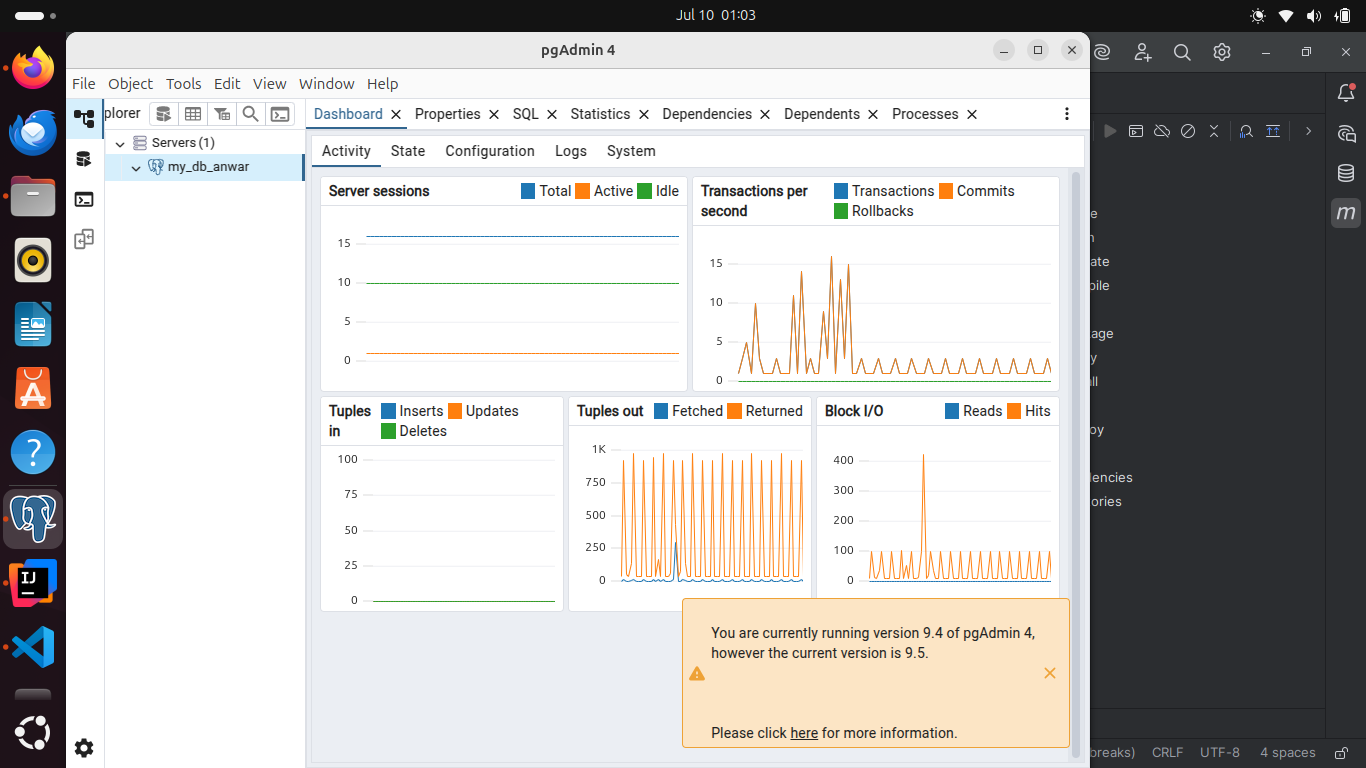 Jul 10 01:03
pgAdmin 4
File Object Tools Edit View Window Help
plorer
Dashboard Properties SQL Statistics Dependencies Dependents Processes
Servers (1)
my_db_anwar
Activity State Configuration Logs System
Server sessions
Total Active Idle
15
10
5
0
Transactions per
second
Transactions Commits
Rollbacks
15
10
5
0
Tuples
in
Inserts Updates
Deletes
100
75
50
25
0
Tuples out
Fetched Returned
1K
750
500
250
0
Block I/O
Reads Hits
400
300
200
100
0
You are currently running version 9.4 of pgAdmin 4,
however the current version is 9.5.
Please click here for more information.
IJ
m
ate
pile
age
y
all
oy
dencies
ories
breaks) CRLF UTF-8 4 spaces